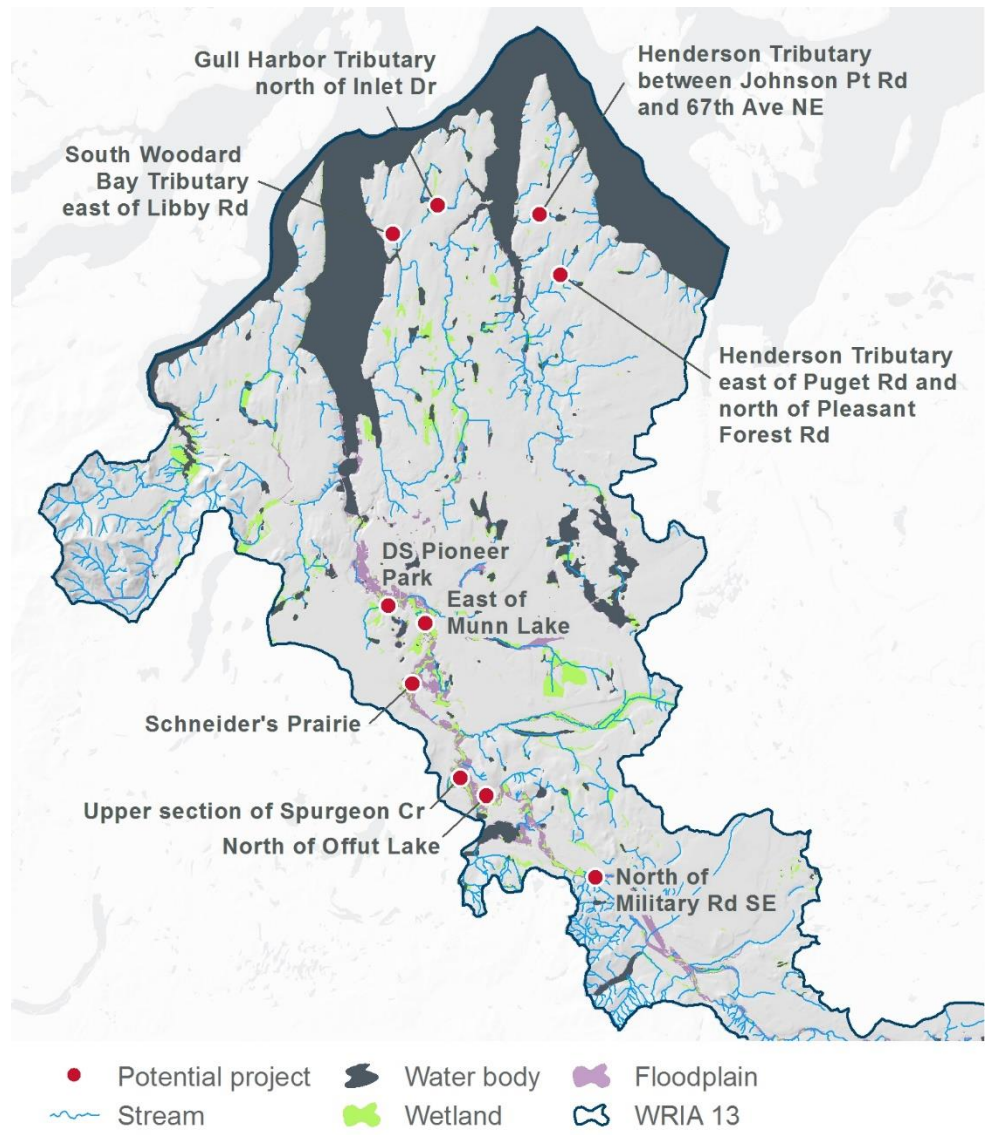 Gull Harbor Tributary
north of Inlet Dr
Henderson Tributary
between Johnson Pt Rd
and 67th Ave NE
South Woodard
Bay Tributary
east of Libby Rd
Henderson Tributary
east of Puget Rd and
north of Pleasant
Forest Rd
DS Pioneer
Park
East of
Munn Lake
Schneider's Prairie
Upper section of Spurgeon Cr
North of Offut Lake
North of
Military Rd SE
Potential project
Water body
Floodplain
Stream
Wetland
WRIA 13